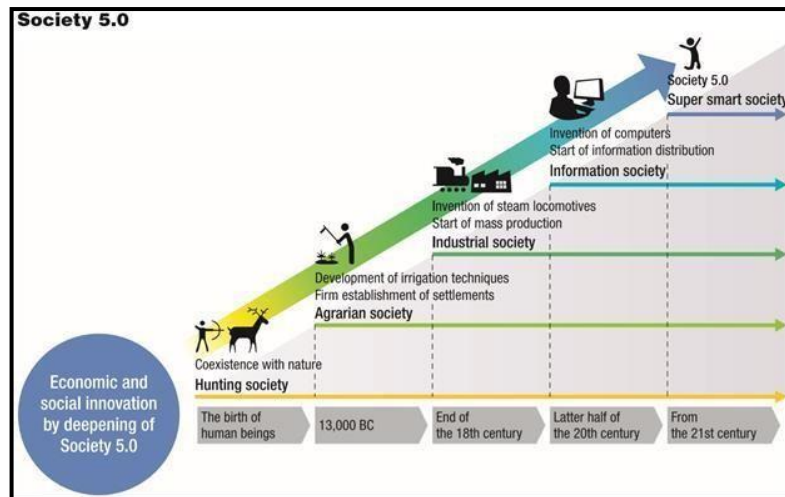 Society 5.0
Society 5.0
Super smart society
Invention of computers
Start of information distribution
Information society
Invention of steam locomotives
Start of mass production
Industrial society
Development of irrigation techniques
Firm establishment of settlements
Agrarian society
Coexistence with nature
Hunting society
Economic and
social innovation
by deepening of
Society 5.0
The birth of
human beings
13,000 BC
End of
the 18th century
Latter half of
the 20th century
From
the 21st century